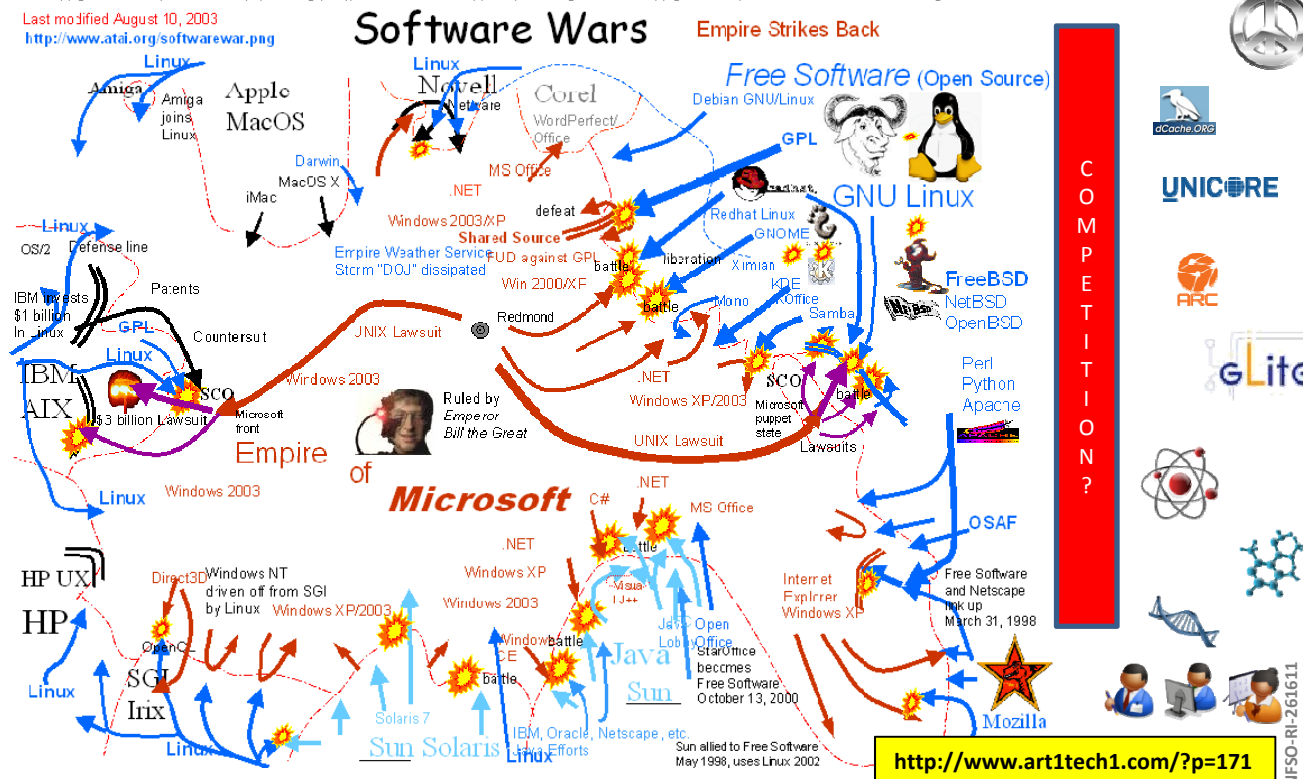 Last modified August 10, 2003
http://www.atai.org/softwarewar.png
Software Wars
Empire Strikes Back
Linux
Amiga
Amiga
joins
Linux
Apple
MacOS
Linux
Novell
Netware
Corel
WordPerfect/
Office
Free Software (Open Source)
Debian GNU/Linux
GPL
Darwin
MacOS X
iMac
MS Office
.NET
redhat
GNU Linux
Windows 2003/XP
defeat
Redhat Linux
GNOME
Shared Source
Empire Weather Service
Storm "DOJ" dissipated
FUD against GPL
battle
liberation
Ximian
Win 2000/XP
KDE
KOffice
battle
Mono
Samba
FreeBSD
NetBSD
OpenBSD
Linux
OS/2
Defense line
IBM invests
$1 billion
In Linux
Patents
GPL
Countersuit
Linux
UNIX Lawsuit
Redmond
IBM
AIX
SCO
$3 billion Lawsuit
Microsoft
front
Windows 2003
Ruled by
Emperor
Bill the Great
.NET
Windows XP/2003
SCO
Microsoft
puppet
state
battle
Lawsuits
UNIX Lawsuit
Perl
Python
Apache
Empire
of
Microsoft
Linux
Windows 2003
.NET
C#
MS Office
.NET
battle
OSAF
HP UX
HP
Direct3D
Windows NT
driven off from SGI
by Linux
Windows XP/2003
Windows XP
Windows 2003
Visual
J++
Internet
Explorer
Windows XP
Free Software
and Netscape
link up
March 31, 1998
OpenGL
SGI
Irix
Linux
Windows
CE
battle
battle
Java
Sun
Java
Lobby
Open
Office
StarOffice
becomes
Free Software
October 13, 2000
Mozilla
Solaris 7
Sun Solaris
Linux
Linux
IBM, Oracle, Netscape, etc.
Java Efforts
Sun allied to Free Software
May 1998, uses Linux 2002
COMPETITION?
dCache.ORG
UNICORE
ARC
gLite
http://www.art1tech1.com/?p=171